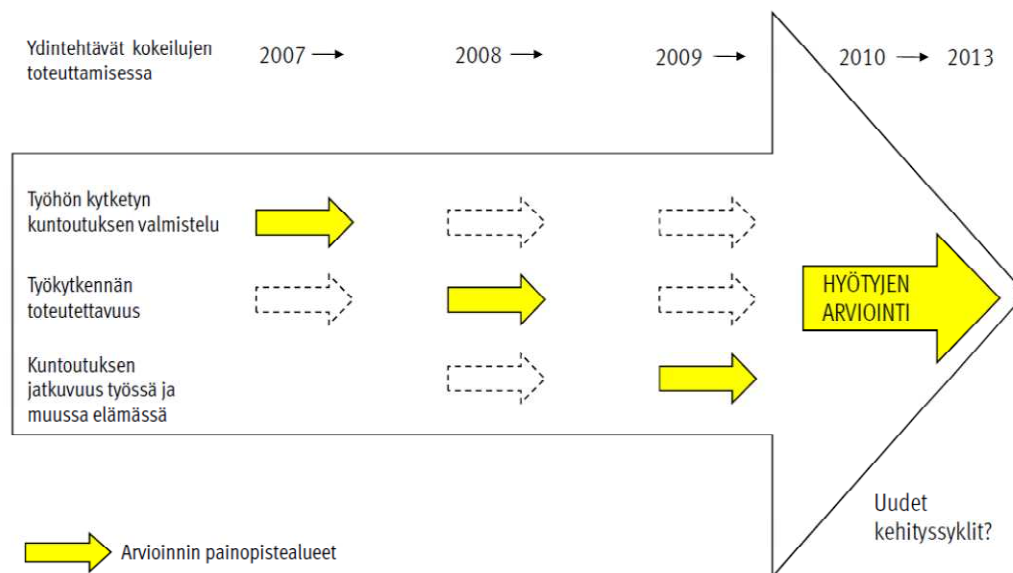 Ydintehtävät kokeilujen
toteuttamisessa
2007
2008
2009
2010
2013
Työhön kytketyn
kuntoutuksen valmistelu
Työkytkennän
toteutettavuus
HYÖTYJEN
ARVIOINTI
Kuntoutuksen
jatkuvuus työssä ja
muussa elämässä
Uudet
kehityssyklit?
Arvioinnin painopistealueet